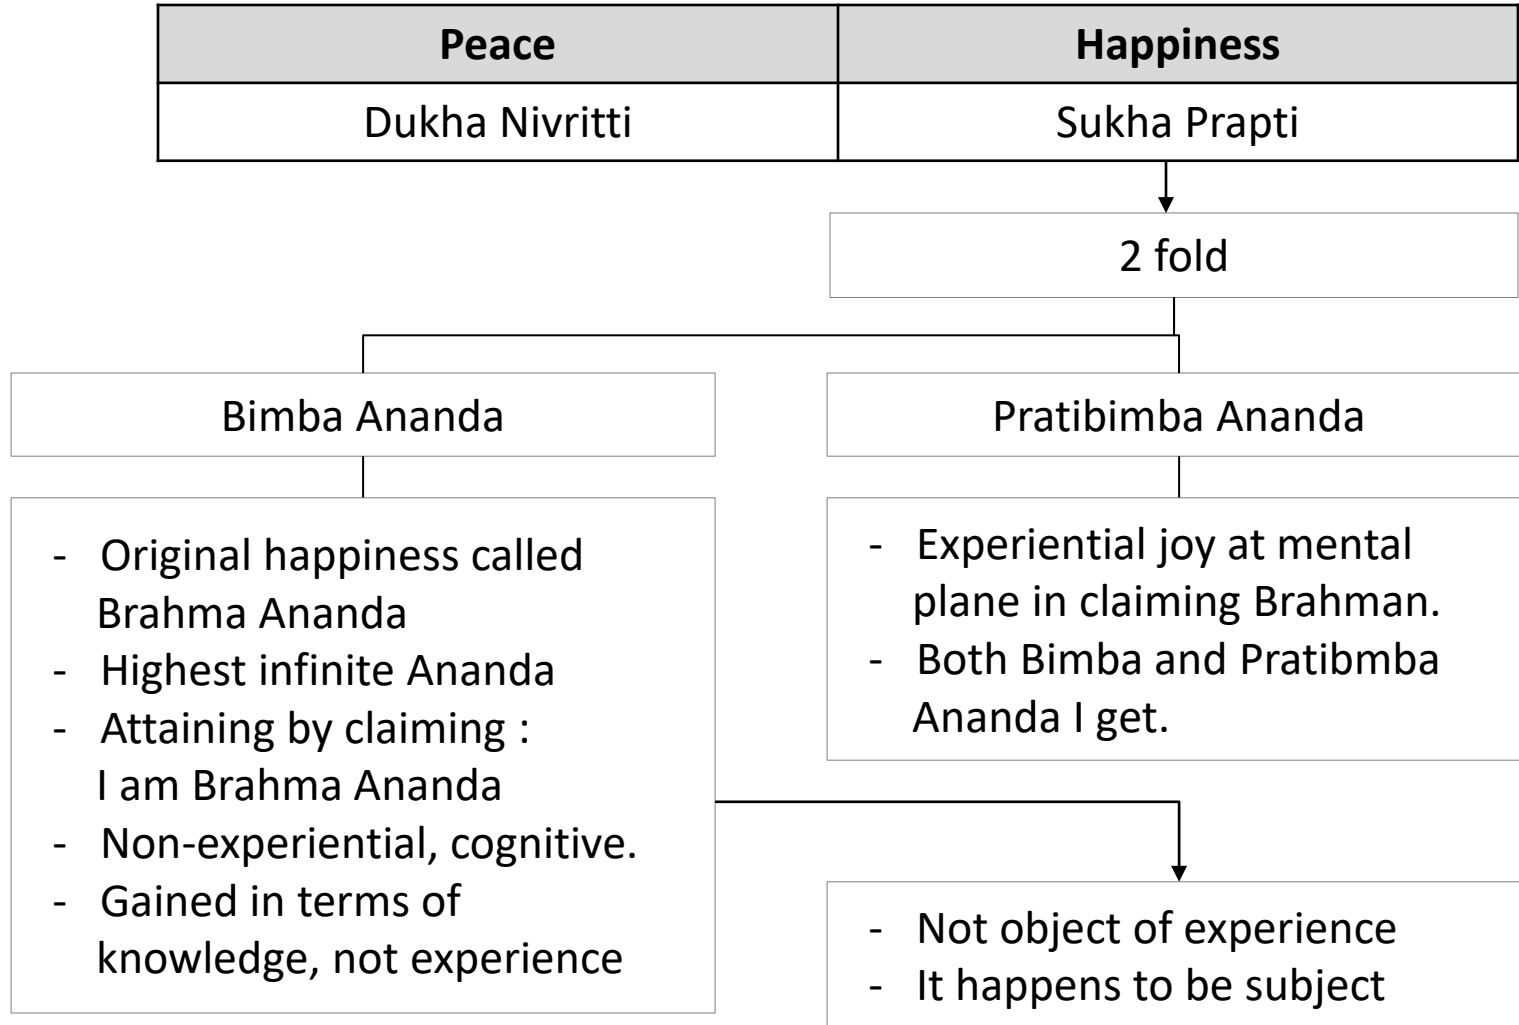 Peace
Happiness
Dukha Nivritti
Sukha Prapti
2 fold
Bimba Ananda
Pratibimba Ananda
- Original happiness called
Brahma Ananda
- Highest infinite Ananda
- Attaining by claiming :
I am Brahma Ananda
- Non-experiential, cognitive.
- Gained in terms of
knowledge, not experience
- Experiential joy at mental
plane in claiming Brahman.
- Both Bimba and Pratibmba
Ananda I get.
- Not object of experience
- It happens to be subject